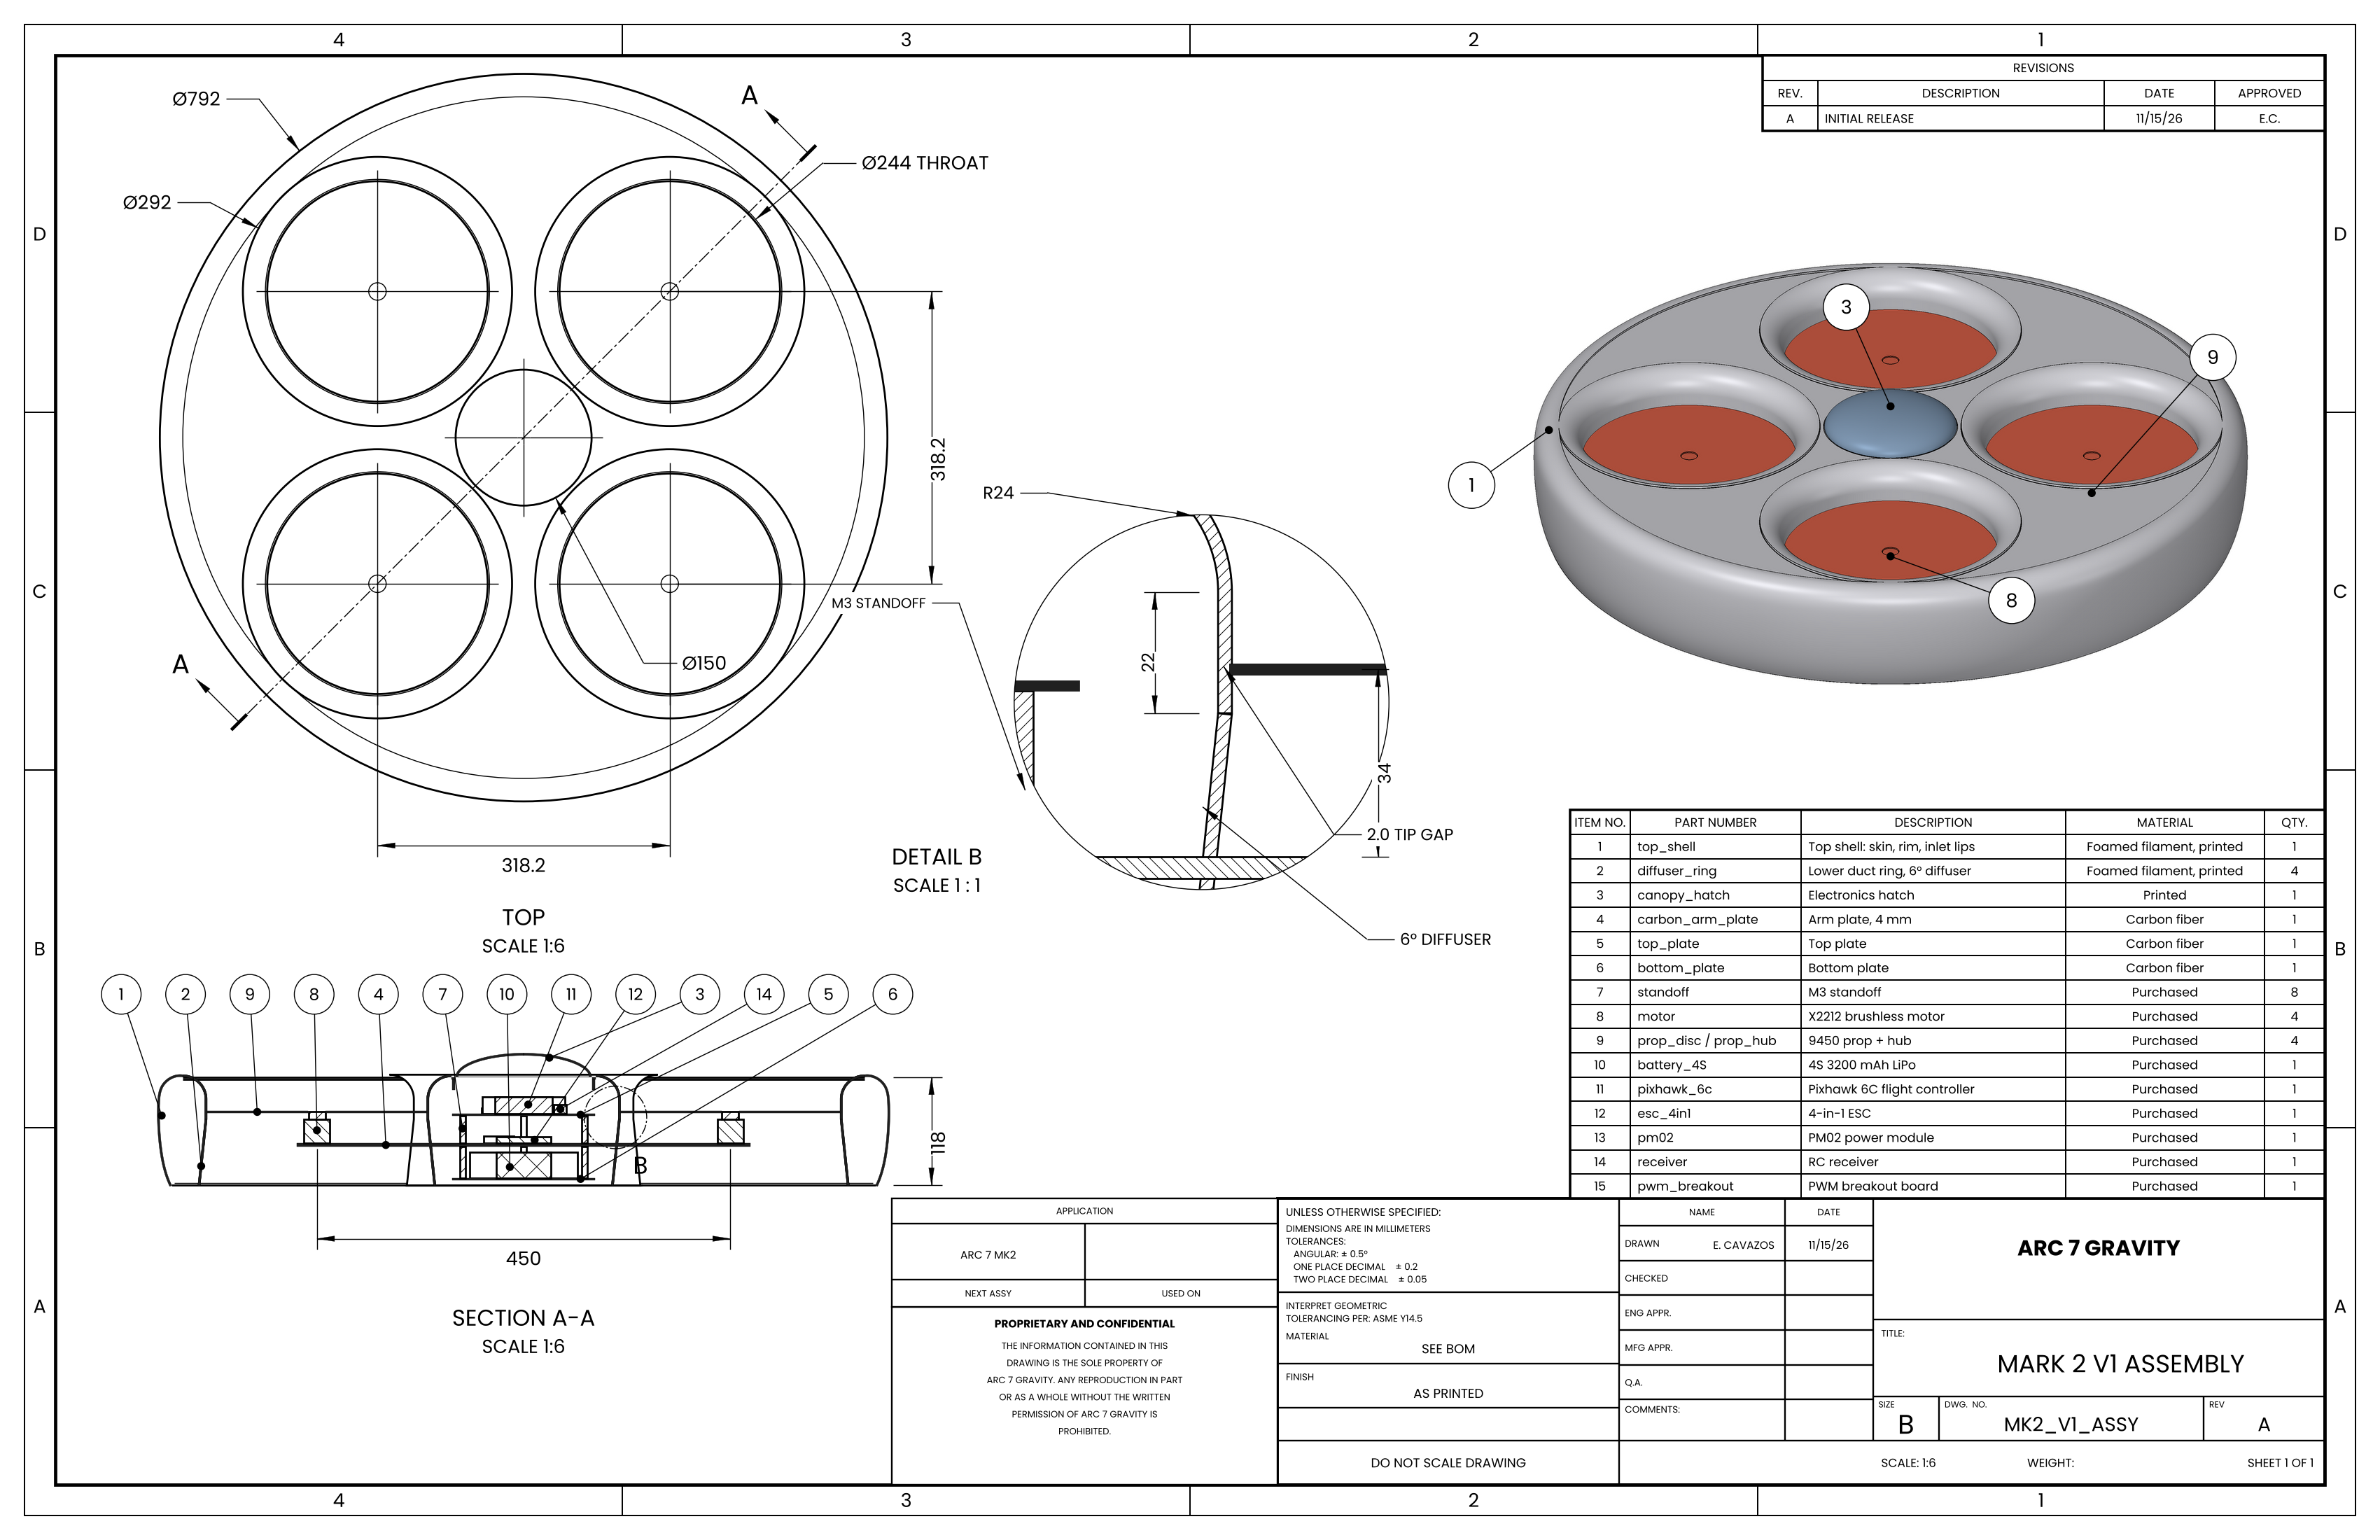 4 3 2 1
D
C
B
A
D
C
B
A
4 3 2 1
REVISIONS
REV. DESCRIPTION DATE APPROVED
A INITIAL RELEASE 11/15/26 E.C.
Ø792
Ø292
A
Ø244 THROAT
318.2
Ø150
A
318.2
TOP
SCALE 1:6
R24
M3 STANDOFF
22
34
2.0 TIP GAP
6° DIFFUSER
DETAIL B
SCALE 1 : 1
3
9
1
8
1 2 9 8 4 7 10 11 12 3 14 5 6
118
B
450
SECTION A-A
SCALE 1:6
ITEM NO. PART NUMBER DESCRIPTION MATERIAL QTY.
1 top_shell Top shell: skin, rim, inlet lips Foamed filament, printed 1
2 diffuser_ring Lower duct ring, 6° diffuser Foamed filament, printed 4
3 canopy_hatch Electronics hatch Printed 1
4 carbon_arm_plate Arm plate, 4 mm Carbon fiber 1
5 top_plate Top plate Carbon fiber 1
6 bottom_plate Bottom plate Carbon fiber 1
7 standoff M3 standoff Purchased 8
8 motor X2212 brushless motor Purchased 4
9 prop_disc / prop_hub 9450 prop + hub Purchased 4
10 battery_4S 4S 3200 mAh LiPo Purchased 1
11 pixhawk_6c Pixhawk 6C flight controller Purchased 1
12 esc_4in1 4-in-1 ESC Purchased 1
13 pm02 PM02 power module Purchased 1
14 receiver RC receiver Purchased 1
15 pwm_breakout PWM breakout board Purchased 1
APPLICATION
ARC 7 MK2
NEXT ASSY USED ON
PROPRIETARY AND CONFIDENTIAL
THE INFORMATION CONTAINED IN THIS
DRAWING IS THE SOLE PROPERTY OF
ARC 7 GRAVITY. ANY REPRODUCTION IN PART
OR AS A WHOLE WITHOUT THE WRITTEN
PERMISSION OF ARC 7 GRAVITY IS
PROHIBITED.
UNLESS OTHERWISE SPECIFIED:
DIMENSIONS ARE IN MILLIMETERS
TOLERANCES:
ANGULAR: ± 0.5°
ONE PLACE DECIMAL ± 0.2
TWO PLACE DECIMAL ± 0.05
INTERPRET GEOMETRIC
TOLERANCING PER: ASME Y14.5
MATERIAL
SEE BOM
FINISH
AS PRINTED
DO NOT SCALE DRAWING
NAME DATE
DRAWN E. CAVAZOS 11/15/26
CHECKED
ENG APPR.
MFG APPR.
Q.A.
COMMENTS:
ARC 7 GRAVITY
TITLE:
MARK 2 V1 ASSEMBLY
SIZE DWG. NO. REV
B MK2_V1_ASSY A
SCALE: 1:6 WEIGHT: SHEET 1 OF 1